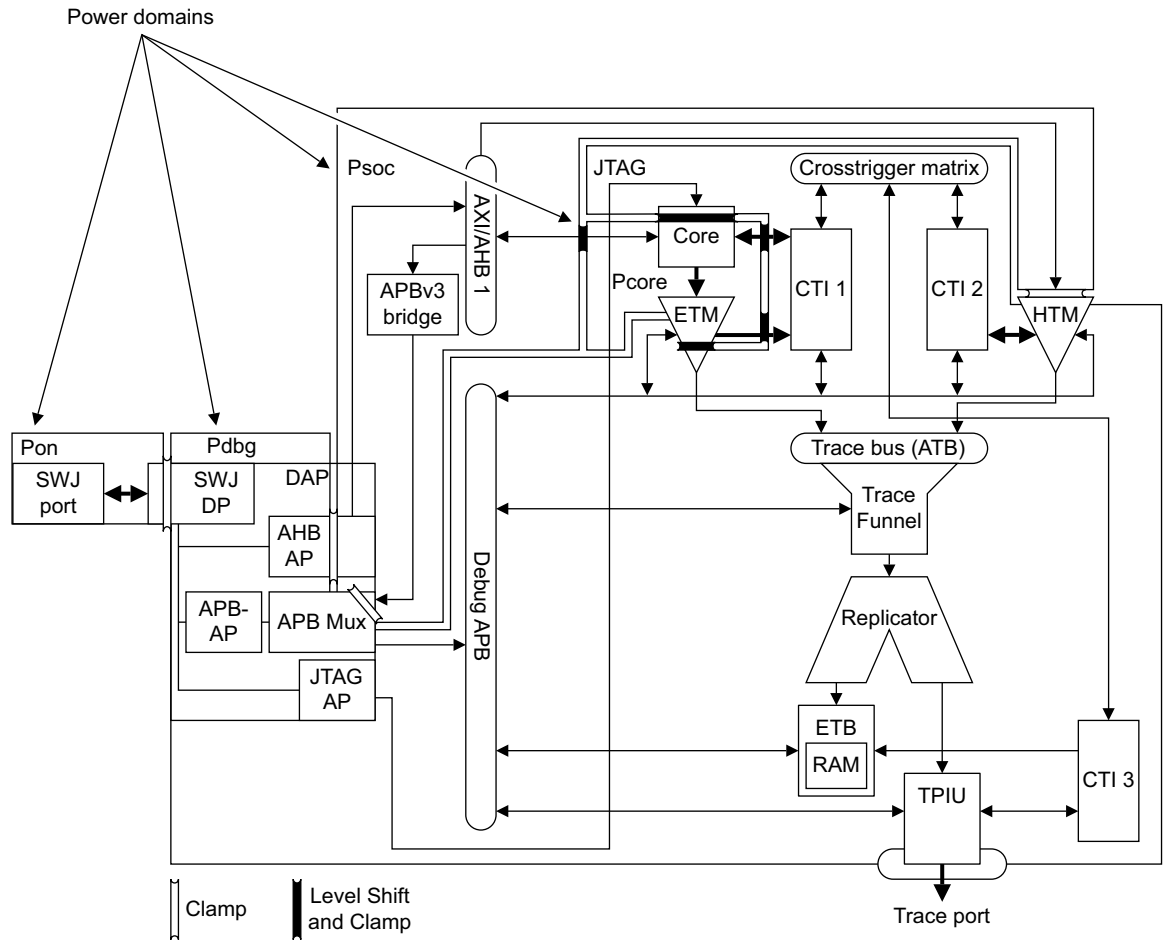 Power domains
Psoc
JTAG
Crosstrigger matrix
AXI/AHB 1
Core
CTI 1
CTI 2
APBv3
bridge
Pcore
ETM
HTM
Pon
Pdbg
Trace bus (ATB)
SWJ
port
SWJ
DP
DAP
Trace
Funnel
AHB
AP
Debug APB
APB-
AP
APB Mux
Replicator
JTAG
AP
ETB
RAM
TPIU
CTI 3
Clamp
Level Shift
and Clamp
Trace port